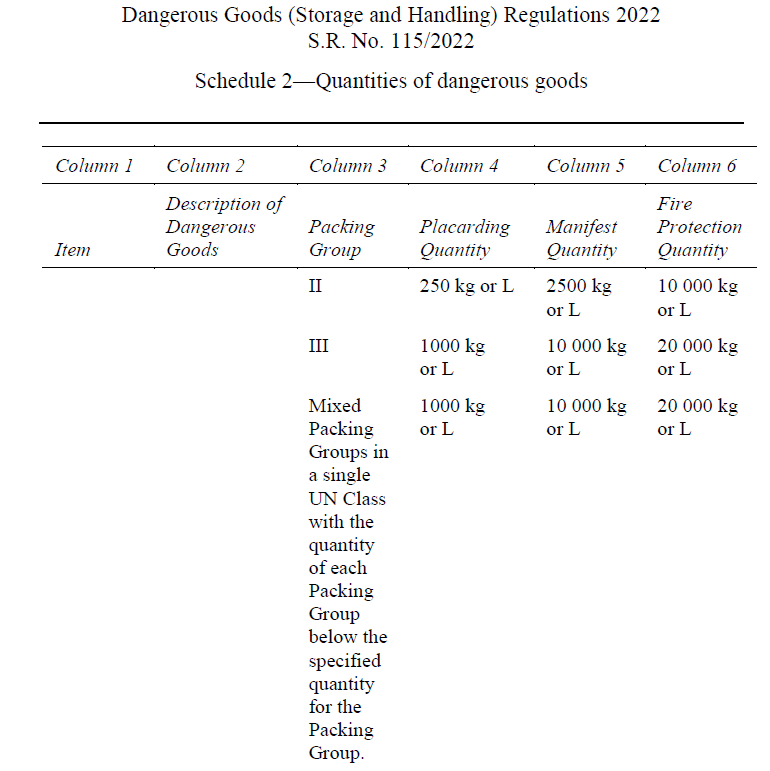 Dangerous Goods (Storage and Handling) Regulations 2022
S.R. No. 115/2022
Schedule 2—Quantities of dangerous goods
Column 1 Column 2 Column 3 Column 4 Column 5 Column 6
Item Description of Dangerous Goods Packing Group Placarding Quantity Manifest Quantity Fire Protection Quantity
II 250 kg or L 2500 kg or L 10 000 kg or L
III 1000 kg or L 10 000 kg or L 20 000 kg or L
Mixed 1000 kg 10 000 kg 20 000 kg
Packing or L or L or L
Groups in
a single
UN Class
with the
quantity
of each
Packing
Group
below the
specified
quantity
for the
Packing
Group.